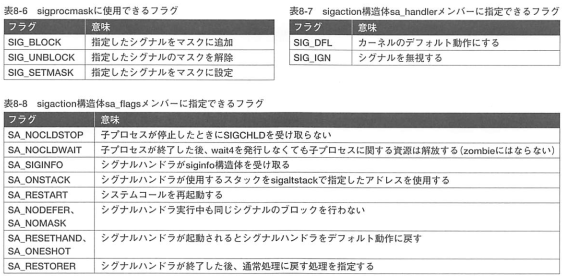 表8-6 sigprocmaskに使用できるフラグ
フラグ 意味
SIG_BLOCK 指定したシグナルをマスクに追加
SIG_UNBLOCK 指定したシグナルのマスクを解除
SIG_SETMASK 指定したシグナルをマスクに設定
表8-7 sigaction構造体sa_handlerメンバーに指定できるフラグ
フラグ 意味
SIG_DFL カーネルのデフォルト動作にする
SIG_IGN シグナルを無視する
表8-8 sigaction構造体sa_flagsメンバーに指定できるフラグ
フラグ 意味
SA_NOCLDSTOP 子プロセスが停止したときにSIGCHLDを受け取らない
SA_NOCLDWAIT 子プロセスが終了した後、wait4を発行しなくても子プロセスに関する資源は解放する(zombieにはならない)
SA_SIGINFO シグナルハンドラがsiginfo構造体を受け取る
SA_ONSTACK シグナルハンドラが使用するスタックをsigaltstackで指定したアドレスを使用する
SA_RESTART システムコールを再起動する
SA_NODEFER、 シグナルハンドラ実行中も同じシグナルのブロックを行わない
SA_NOMASK
SA_RESETHAND、 シグナルハンドラが起動されるとシグナルハンドラをデフォルト動作に戻す
SA_ONESHOT
SA_RESTORER シグナルハンドラが終了した後、通常処理に戻す処理を指定する